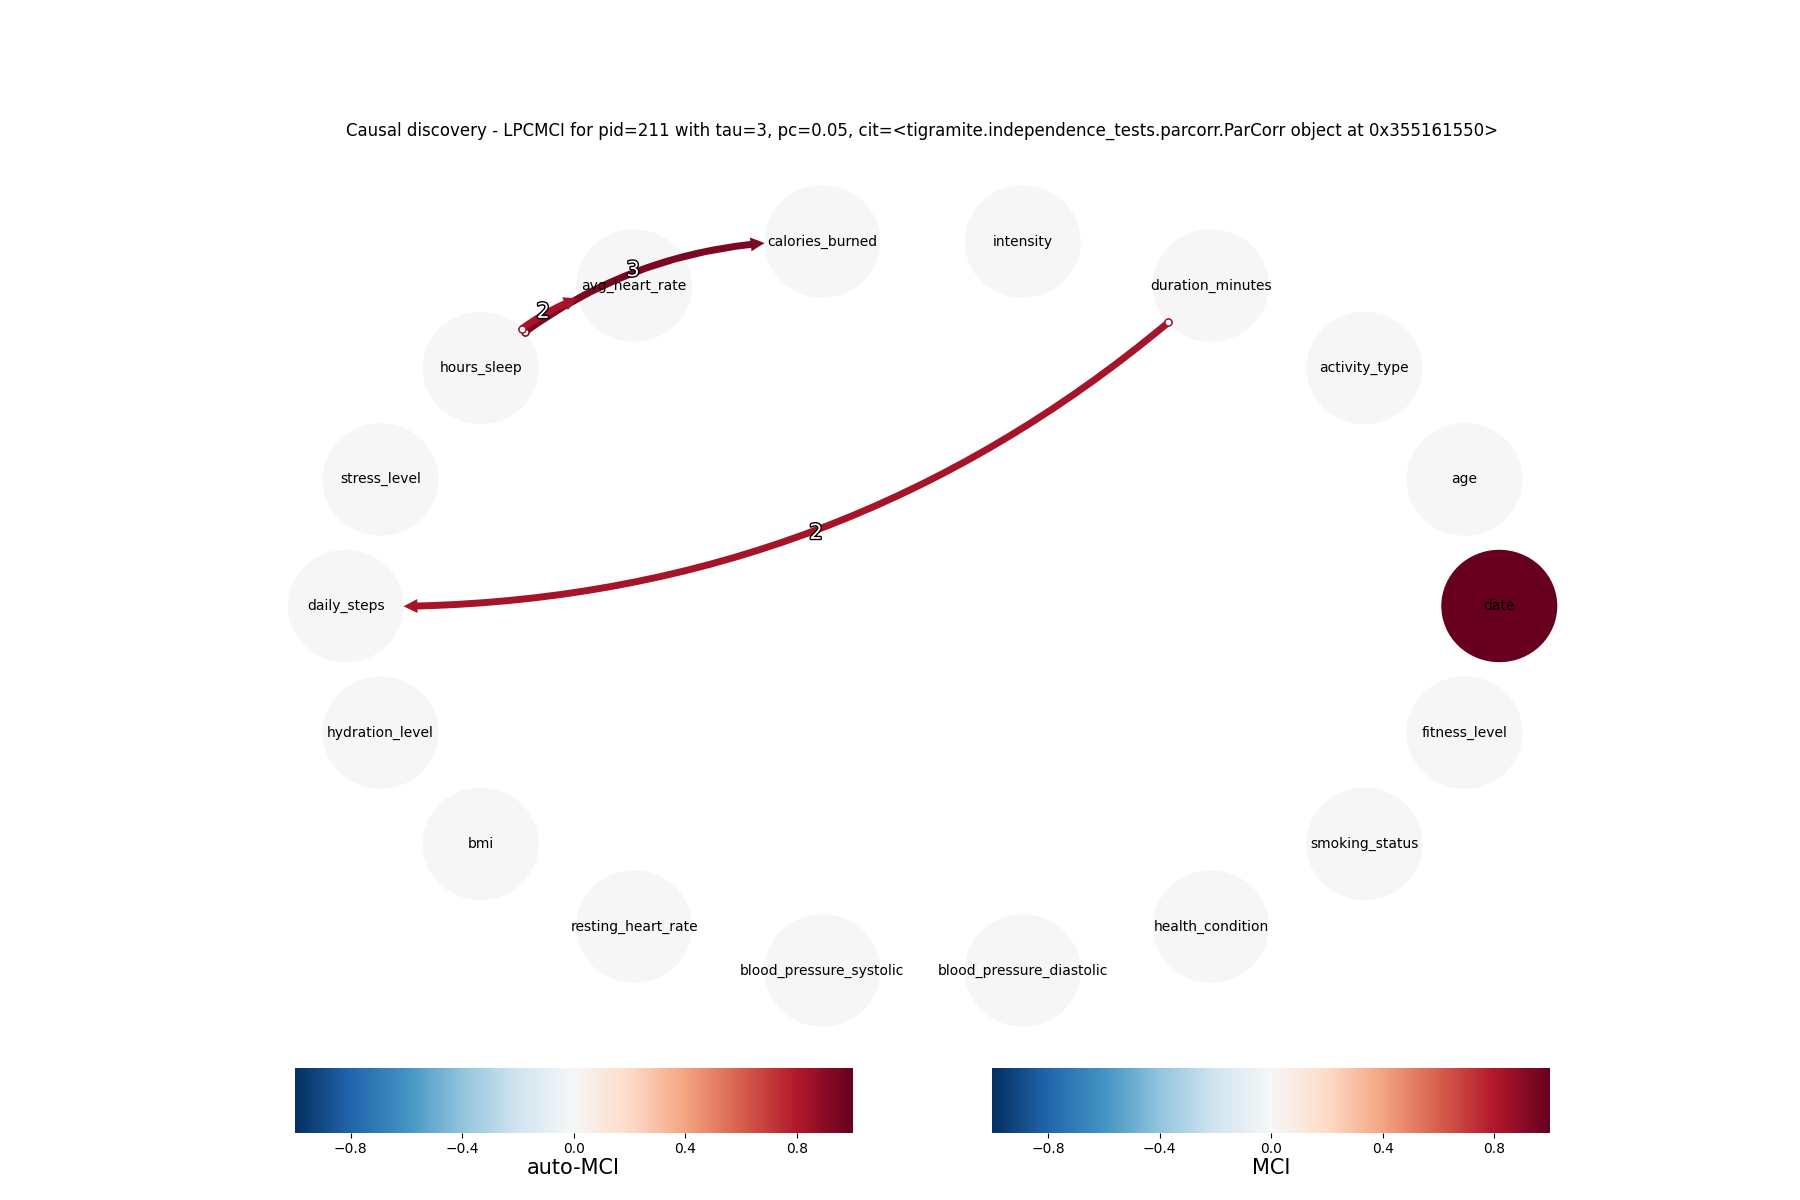 Causal discovery - LPCMCI for pid=211 with tau=3, pc=0.05, cit=<tigramite.independence_tests.parcorr.ParCorr object at 0x355161550>
calories_burned
intensity
3
avg_heart_rate
duration_minutes
2
hours_sleep
activity_type
stress_level
age
2
daily_steps
date
hydration_level
fitness_level
bmi
smoking_status
resting_heart_rate
health_condition
blood_pressure_systolic
blood_pressure_diastolic
−0.8 −0.4 0.0 0.4 0.8
auto-MCI
−0.8 −0.4 0.0 0.4 0.8
MCI